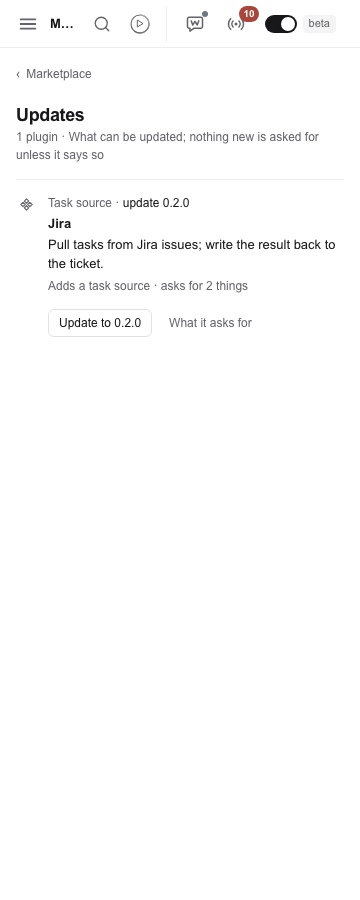 M...
10
beta
‹ Marketplace
Updates
1 plugin · What can be updated; nothing new is asked for
unless it says so
Task source · update 0.2.0
Jira
Pull tasks from Jira issues; write the result back to
the ticket.
Adds a task source · asks for 2 things
Update to 0.2.0
What it asks for